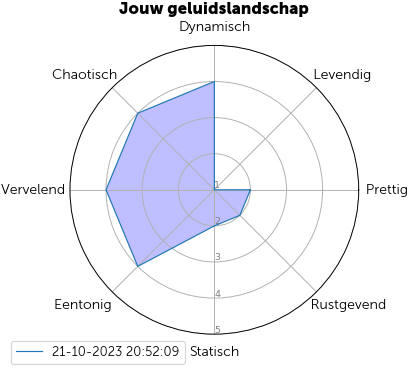 Jouw geluidslandschap
Dynamisch
Chaotisch
Levendig
Vervelend
1
Prettig
2
3
4
Eentonig
Rustgevend
5
21-10-2023 20:52:09
Statisch